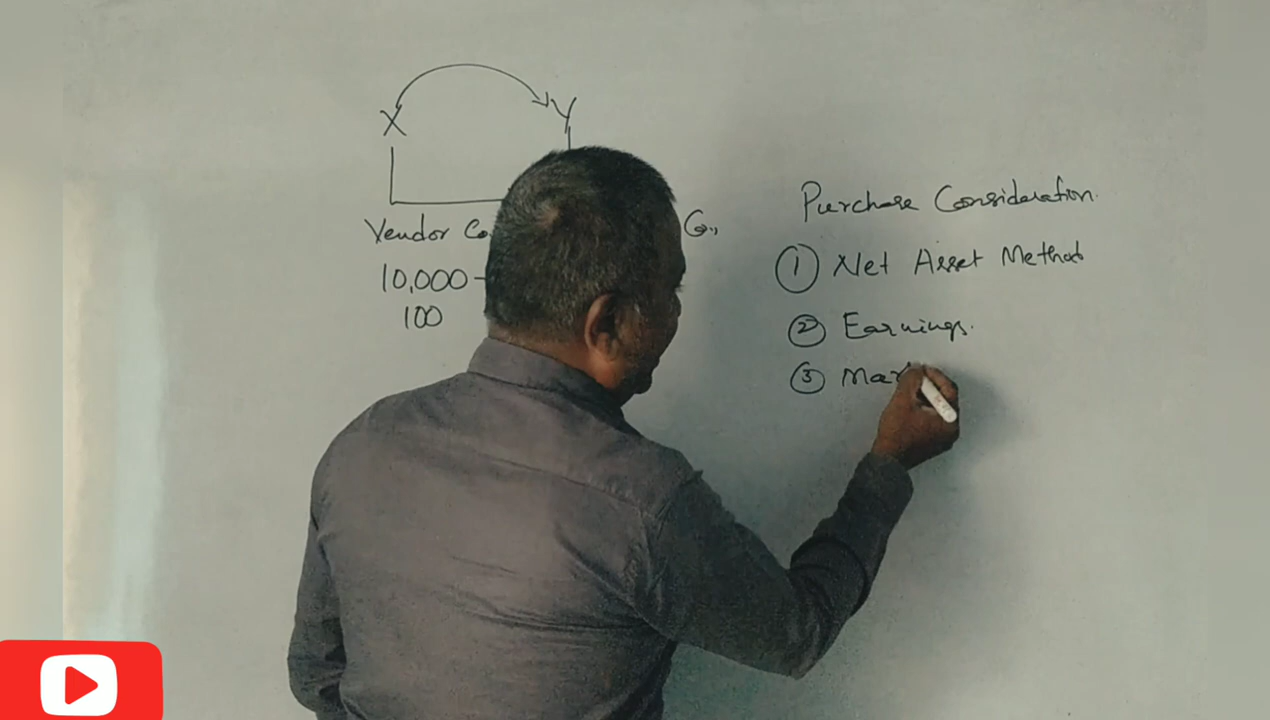 X Y
Vendor Co. Co.,
10,000 -
100
Purchase Consideration.
① Net Asset Method
② Earnings.
③ Mar